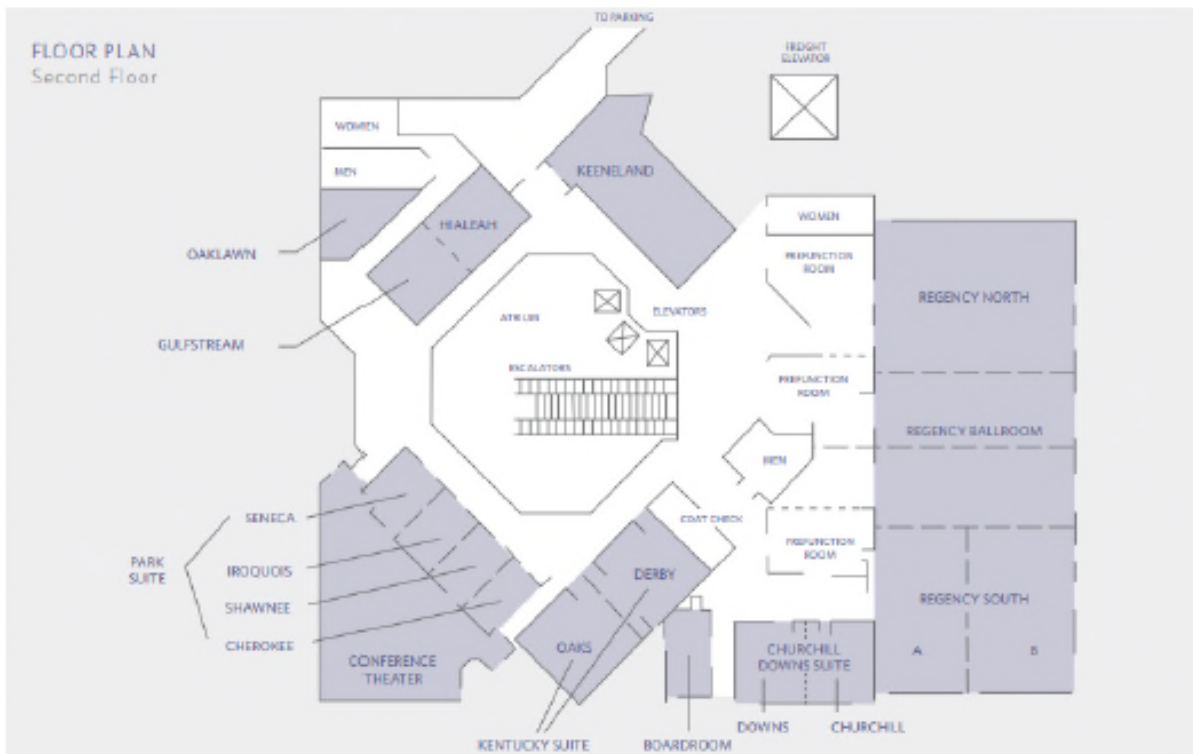 TO PARKING
FLOOR PLAN
Second Floor
FREIGHT
ELEVATOR
WOMEN
MEN
KEENELAND
HIALEAH
OAKLAWN
WOMEN
PREFUNCTION
ROOM
REGENCY NORTH
ATRIUM
ELEVATORS
GULFSTREAM
ESCALATORS
PREFUNCTION
ROOM
REGENCY BALLROOM
MEN
SENECA
COAT CHECK
PARK
SUITE
IROQUOIS
PREFUNCTION
ROOM
DERBY
SHAWNEE
REGENCY SOUTH
CHEROKEE
OAKS
CONFERENCE
THEATER
CHURCHILL
DOWNS SUITE
A
B
DOWNS
CHURCHILL
KENTUCKY SUITE
BOARDROOM